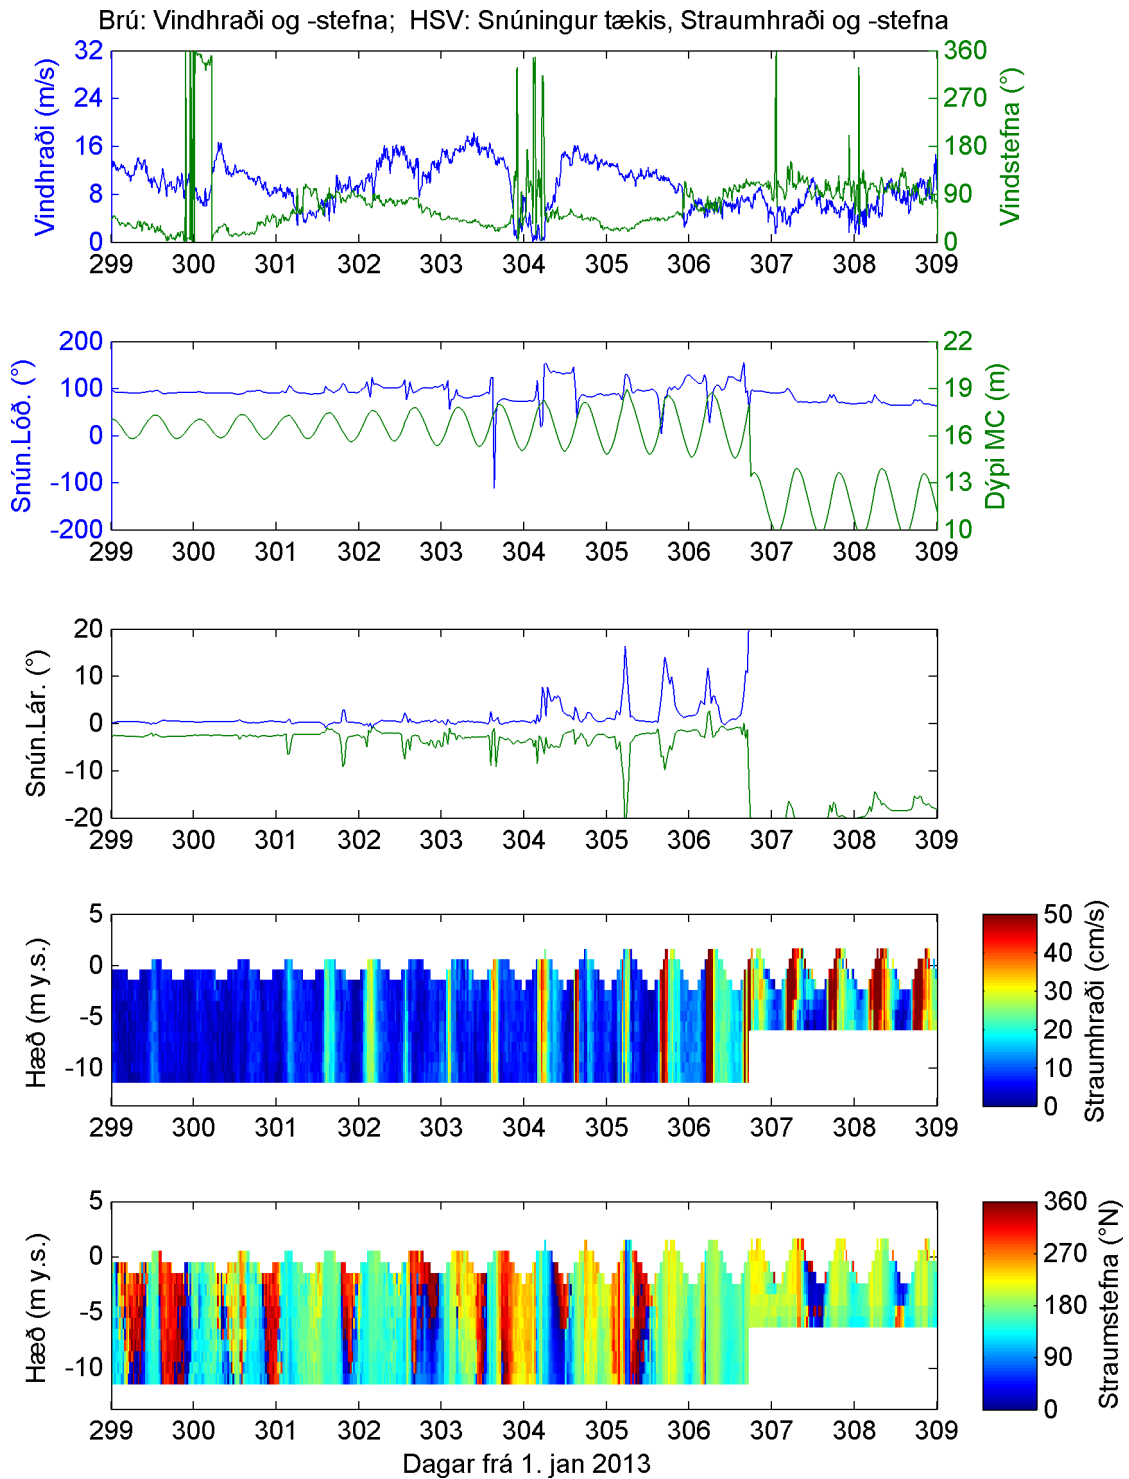 Brú: Vindhraði og -stefna;  HSV: Snúningur tækis, Straumhraði og -stefna
Vindhraði (m/s)
32
24
16
8
0
360
270
180
90
0
Vindstefna (°)
299 300 301 302 303 304 305 306 307 308 309
Snún.Lóð. (°)
200
100
0
-100
-200
22
19
16
13
10
Dýpi MC (m)
299 300 301 302 303 304 305 306 307 308 309
Snún.Lár. (°)
20
10
0
-10
-20
299 300 301 302 303 304 305 306 307 308 309
Hæð (m y.s.)
5
0
-5
-10
299 300 301 302 303 304 305 306 307 308 309
50
40
30
20
10
0
Straumhraði (cm/s)
Hæð (m y.s.)
5
0
-5
-10
299 300 301 302 303 304 305 306 307 308 309
360
270
180
90
0
Straumstefna (°N)
Dagar frá 1. jan 2013